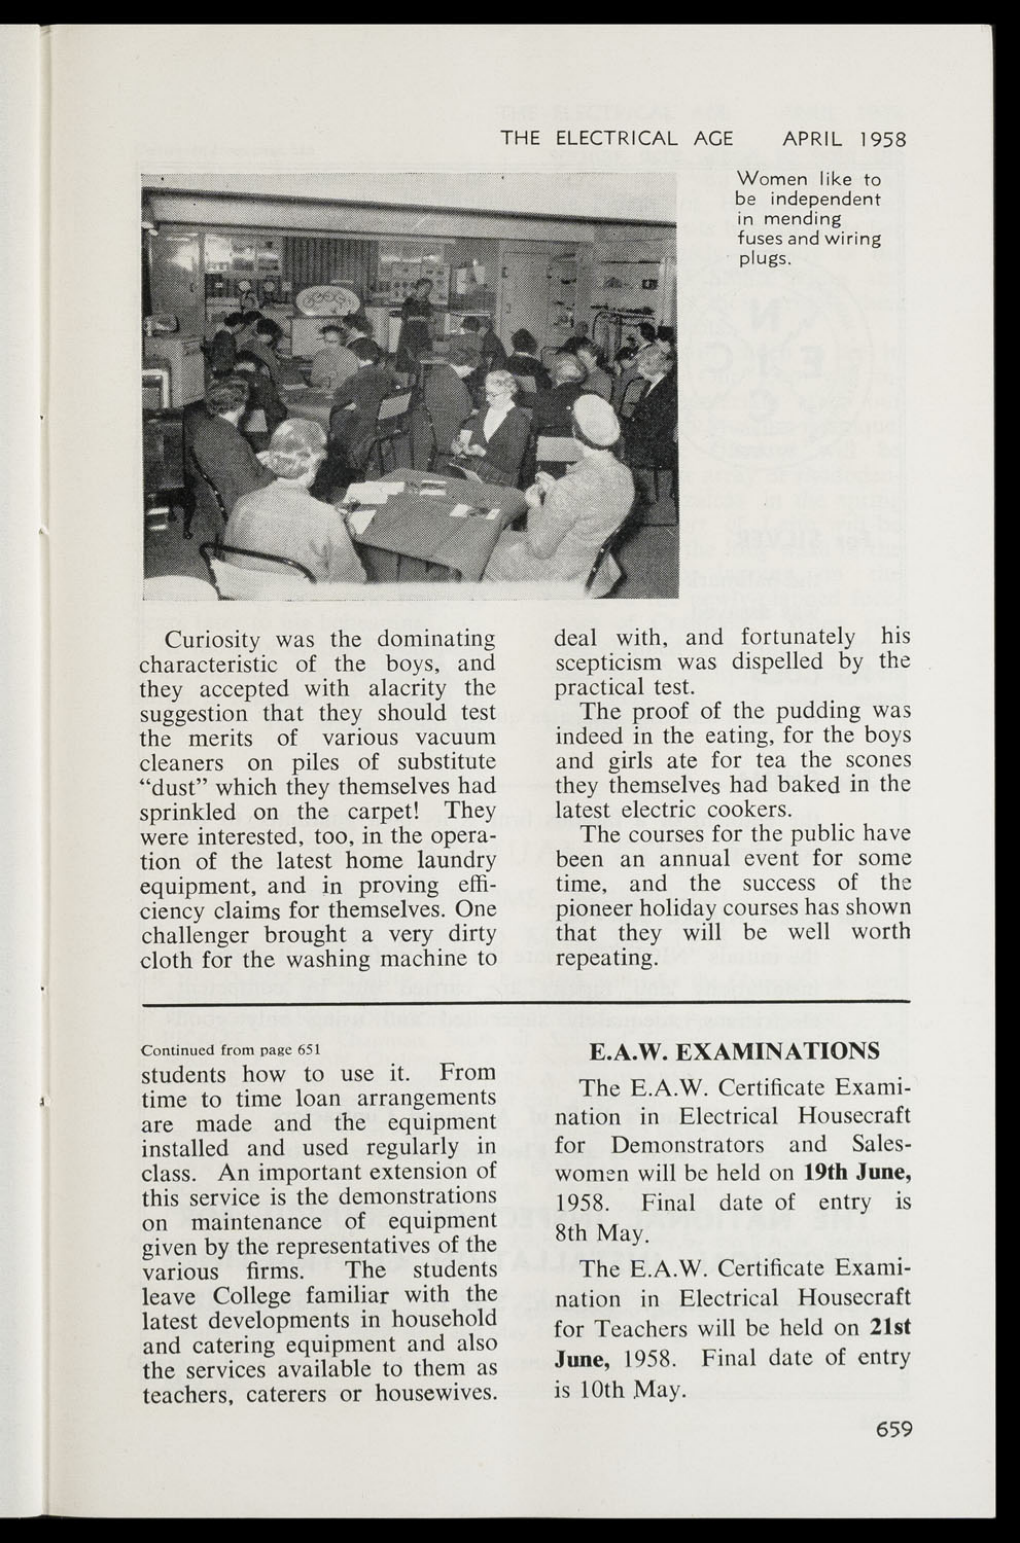 THE ELECTRICAL AGE APRIL 1958
Women like to
be independent
in mending
fuses and wiring
plugs.
Curiosity was the dominating
characteristic of the boys, and
they accepted with alacrity the
suggestion that they should test
the merits of various vacuum
cleaners on piles of substitute
“dust” which they themselves had
sprinkled on the carpet! They
were interested, too, in the opera-
tion of the latest home laundry
equipment, and in proving effi-
ciency claims for themselves. One
challenger brought a very dirty
cloth for the washing machine to
deal with, and fortunately his
scepticism was dispelled by the
practical test.
The proof of the pudding was
indeed in the eating, for the boys
and girls ate for tea the scones
they themselves had baked in the
latest electric cookers.
The courses for the public have
been an annual event for some
time, and the success of the
pioneer holiday courses has shown
that they will be well worth
repeating.
Continued from page 651
students how to use it. From
time to time loan arrangements
are made and the equipment
installed and used regularly in
class. An important extension of
this service is the demonstrations
on maintenance of equipment
given by the representatives of the
various firms. The students
leave College familiar with the
latest developments in household
and catering equipment and also
the services available to them as
teachers, caterers or housewives.
E.A.W. EXAMINATIONS
The E.A.W. Certificate Exami-
nation in Electrical Housecraft
for Demonstrators and Sales-
women will be held on 19th June,
1958. Final date of entry is
8th May.
The E.A.W. Certificate Exami-
nation in Electrical Housecraft
for Teachers will be held on 21st
June, 1958. Final date of entry
is 10th May.
659